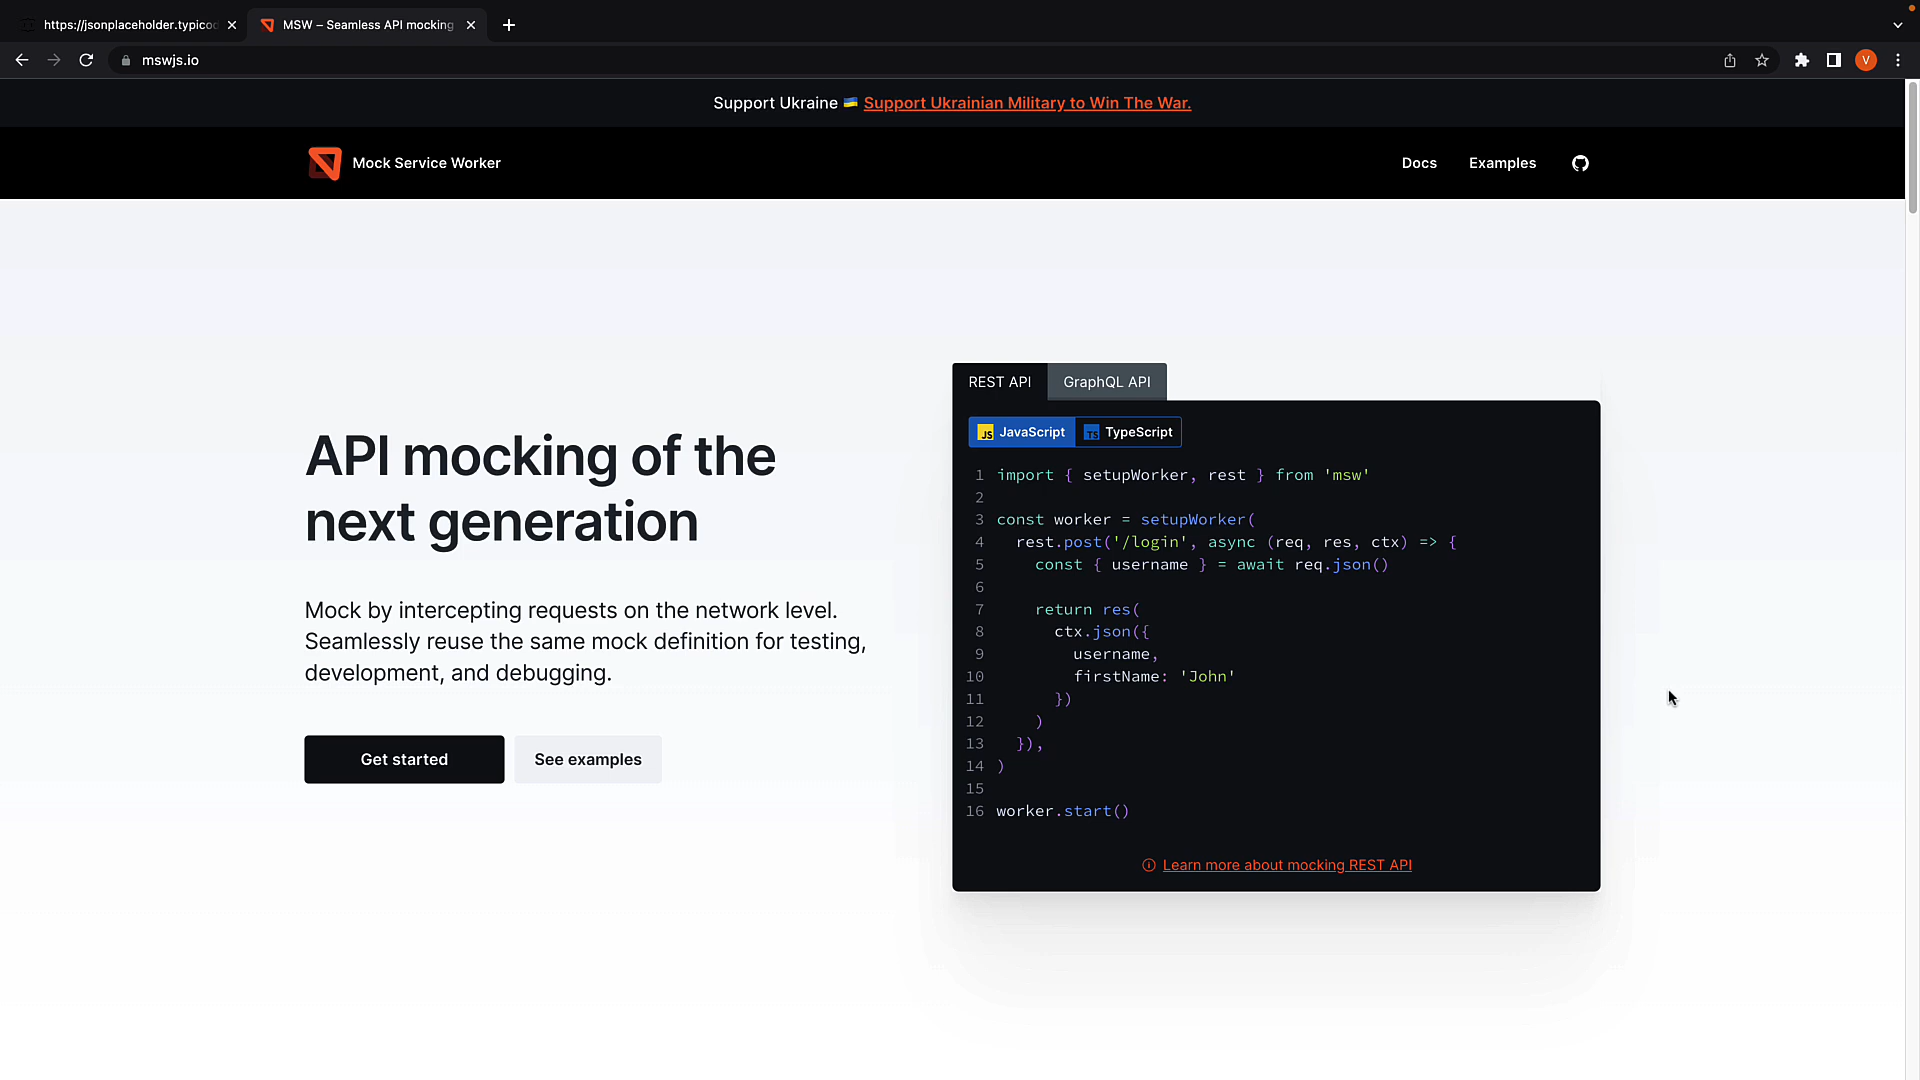 https://jsonplaceholder.typico
MSW – Seamless API mocking
mswjs.io
V
Support Ukraine 🇺🇦 Support Ukrainian Military to Win The War.
Mock Service Worker
Docs
Examples
API mocking of the
next generation
Mock by intercepting requests on the network level.
Seamlessly reuse the same mock definition for testing,
development, and debugging.
Get started
See examples
REST API
GraphQL API
JS JavaScript
TS TypeScript
1 import { setupWorker, rest } from 'msw'
2
3 const worker = setupWorker(
4 rest.post('/login', async (req, res, ctx) => {
5 const { username } = await req.json()
6
7 return res(
8 ctx.json({
9 username,
10 firstName: 'John'
11 })
12 )
13 }),
14 )
15
16 worker.start()
Learn more about mocking REST API